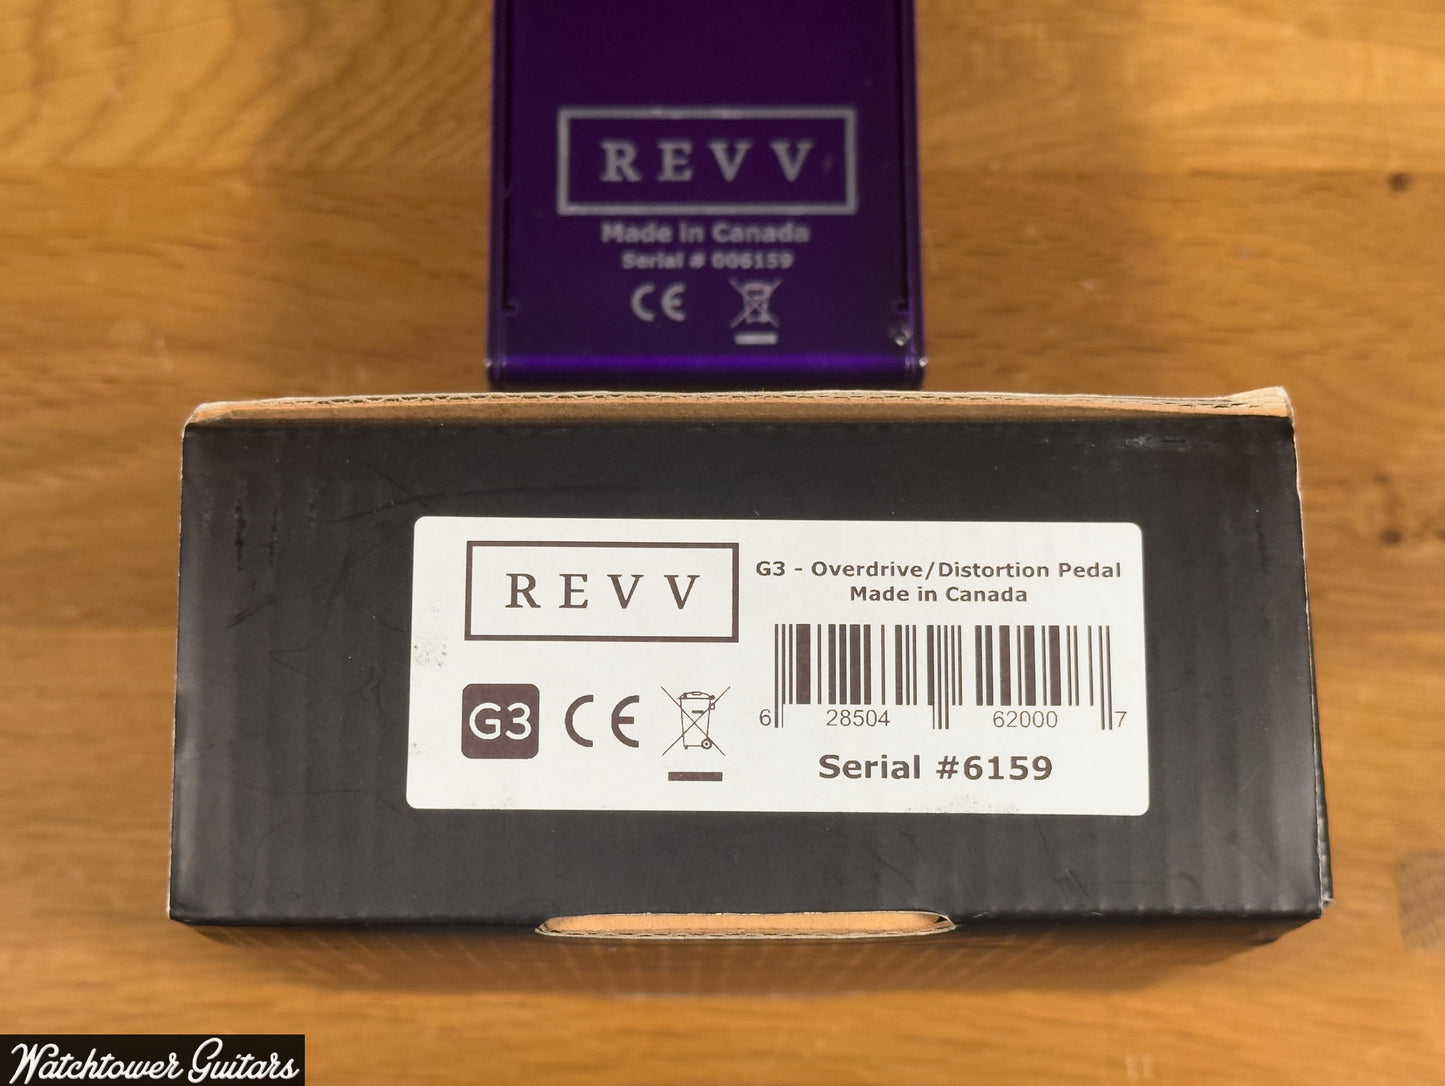 REVV
Made in Canada
Serial # 006159
CE
REVV
G3 - Overdrive/Distortion Pedal
Made in Canada
G3
CE
6 28504 62000 7
Serial #6159
Watchtower Guitars